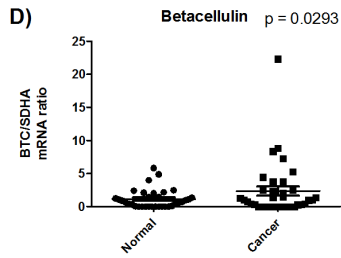 D)
Betacellulin p = 0.0293
BTC/SDHA
mRNA ratio
25
20
15
10
5
0
Normal
Cancer